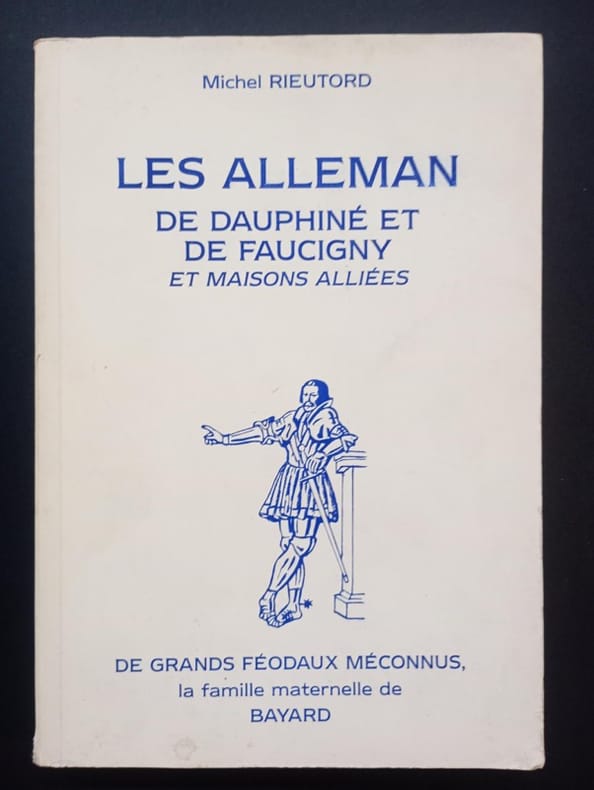 Michel RIEUTORD
LES ALLEMAN
DE DAUPHINÉ ET
DE FAUCIGNY
ET MAISONS ALLIÉES
DE GRANDS FÉODAUX MÉCONNUS,
la famille maternelle de
BAYARD